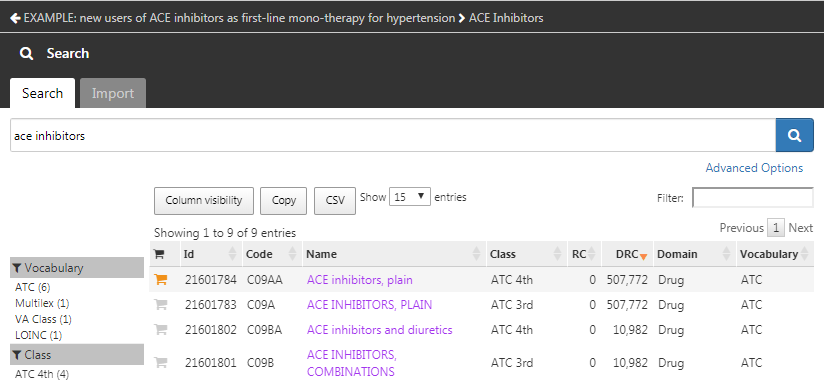 EXAMPLE: new users of ACE inhibitors as first-line mono-therapy for hypertension ACE Inhibitors
Search
Search Import
ace inhibitors
Advanced Options
Column visibility Copy CSV Show 15 entries Filter:
Showing 1 to 9 of 9 entries Previous 1 Next
Id Code Name Class RC DRC Domain Vocabulary
Vocabulary
ATC (6)
Multilex (1)
VA Class (1)
LOINC (1)
Class
ATC 4th (4)
21601784 C09AA ACE inhibitors, plain ATC 4th 0 507,772 Drug ATC
21601783 C09A ACE INHIBITORS, PLAIN ATC 3rd 0 507,772 Drug ATC
21601802 C09BA ACE inhibitors and diuretics ATC 4th 0 10,982 Drug ATC
21601801 C09B ACE INHIBITORS, ATC 3rd 0 10,982 Drug ATC
COMBINATIONS